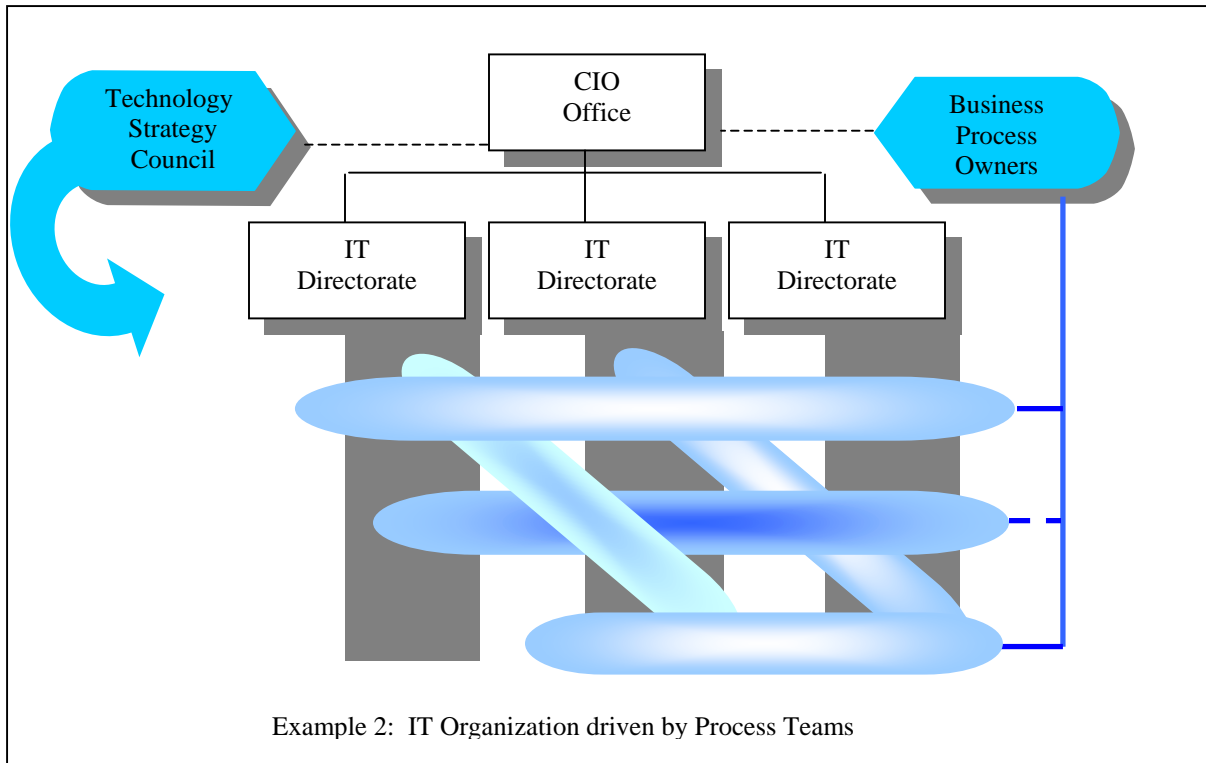 CIO
Office
Technology
Strategy
Council
Business
Process
Owners
IT
Directorate
IT
Directorate
IT
Directorate
Example 2: IT Organization driven by Process Teams